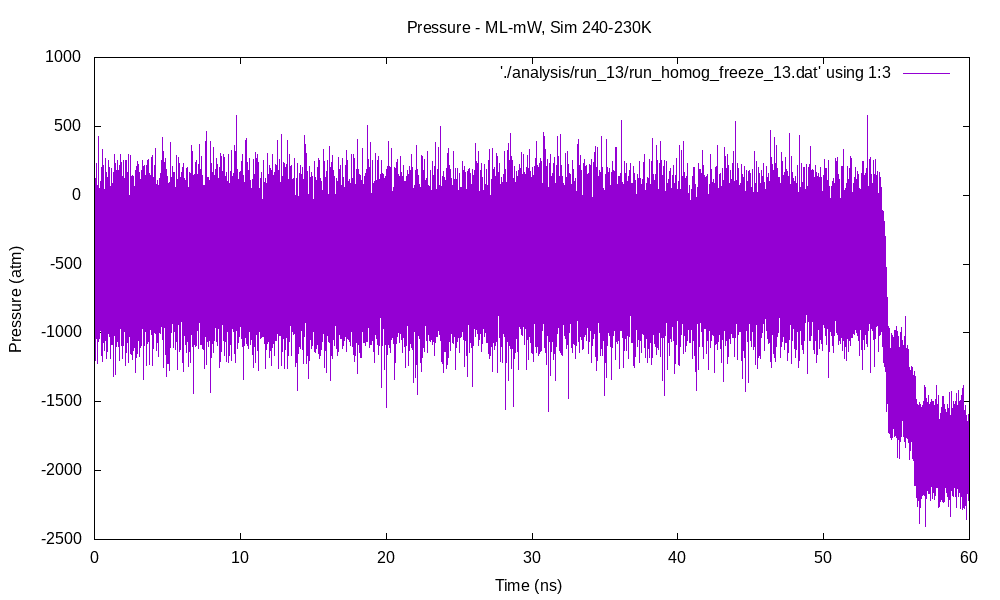 Pressure - ML-mW, Sim 240-230K
'./analysis/run_13/run_homog_freeze_13.dat' using 1:3
1000
500
0
-500
-1000
-1500
-2000
-2500
Pressure (atm)
0 10 20 30 40 50 60
Time (ns)